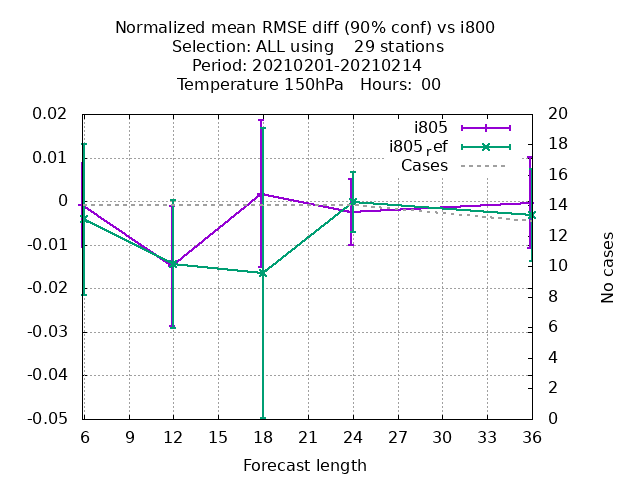 Normalized mean RMSE diff (90% conf) vs i800
Selection: ALL using 29 stations
Period: 20210201-20210214
Temperature 150hPa Hours: 00
0.02
0.01
0
-0.01
-0.02
-0.03
-0.04
-0.05
20
18
16
14
12
10
8
6
4
2
0
i805
i805ref
Cases
No cases
6 9 12 15 18 21 24 27 30 33 36
Forecast length